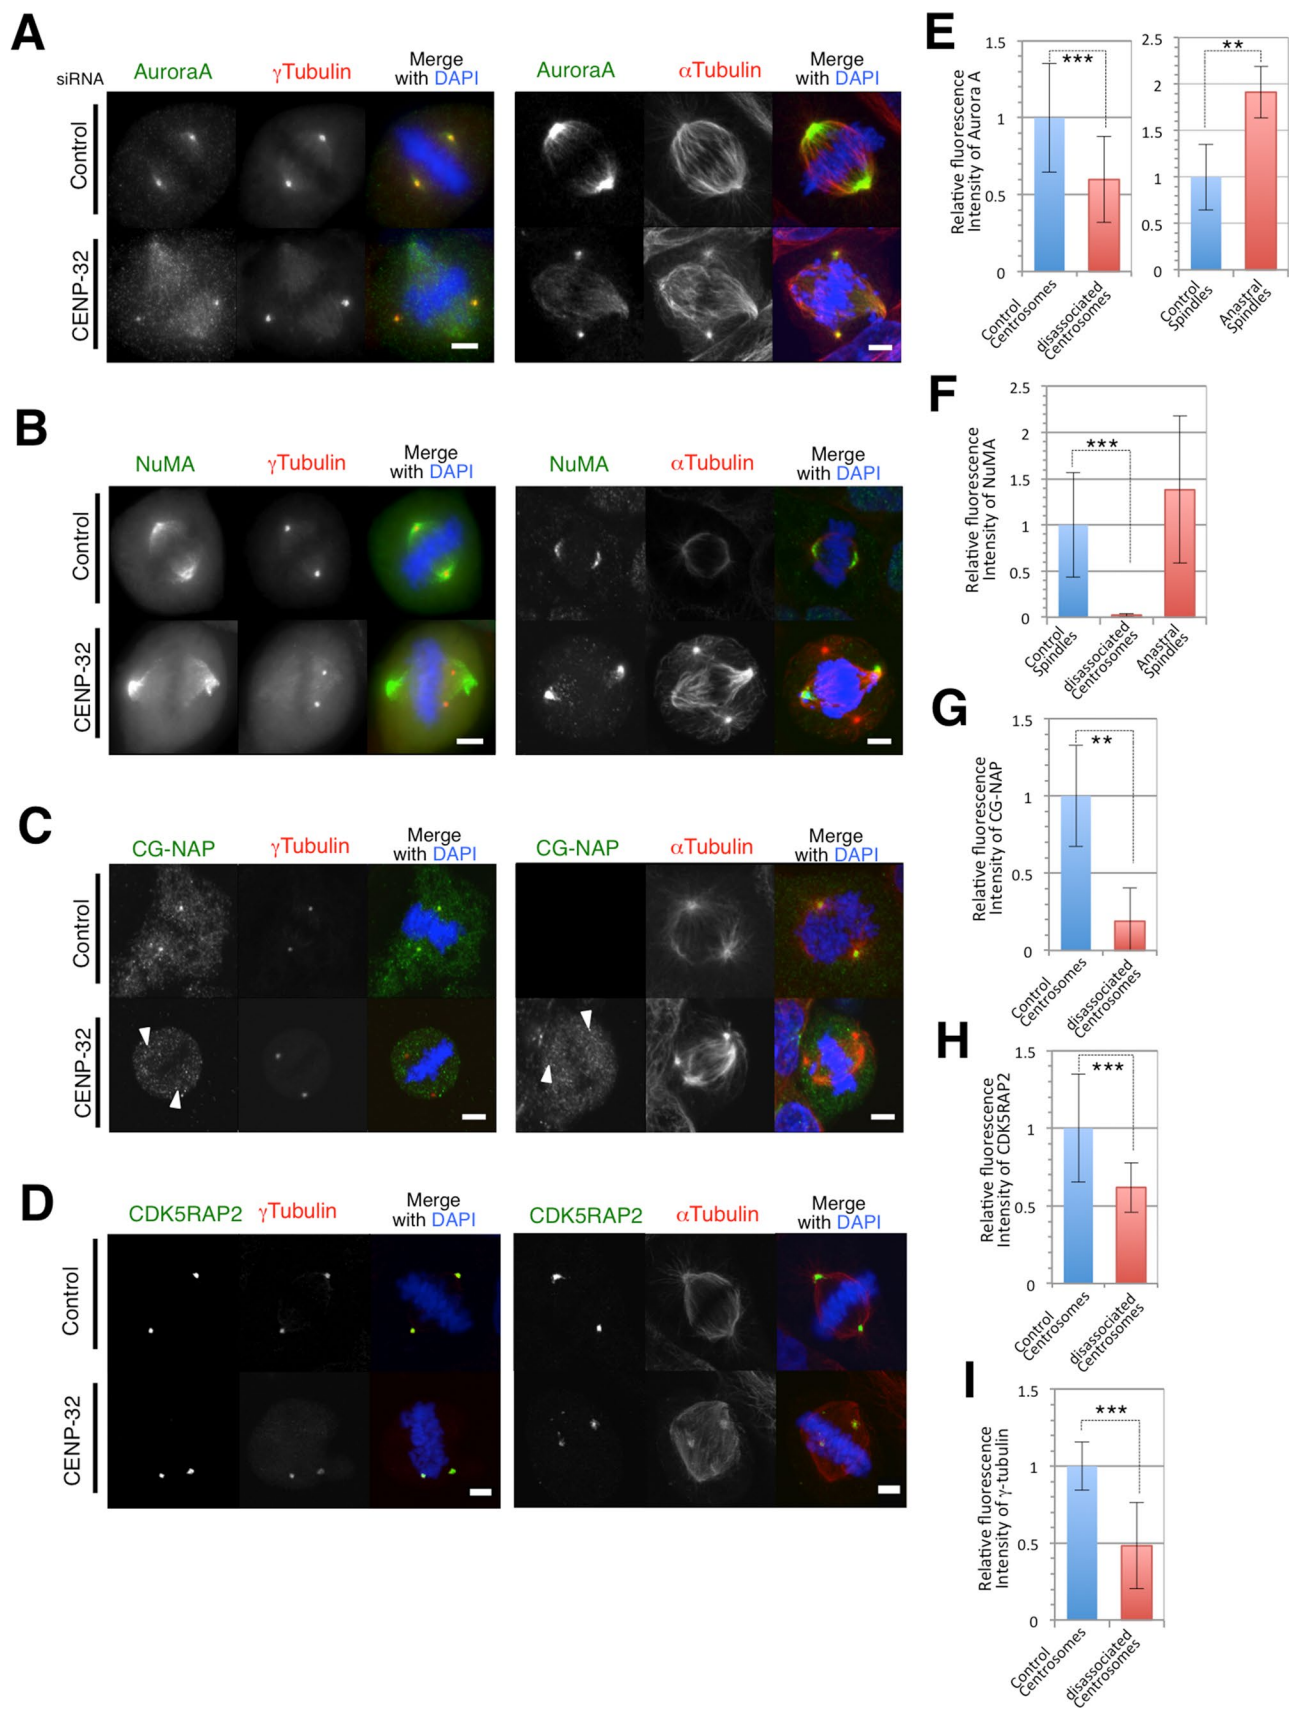 A
siRNA
AuroraA
γTubulin
Merge
with DAPI
AuroraA
αTubulin
Merge
with DAPI
Control
CENP-32
B
NuMA
γTubulin
Merge
with DAPI
NuMA
αTubulin
Merge
with DAPI
Control
CENP-32
C
CG-NAP
γTubulin
Merge
with DAPI
CG-NAP
αTubulin
Merge
with DAPI
Control
CENP-32
D
CDK5RAP2
γTubulin
Merge
with DAPI
CDK5RAP2
αTubulin
Merge
with DAPI
Control
CENP-32
E
Relative fluorescence
Intensity of Aurora A
1.5
1
0.5
0
***
Control
Centrosomes
disassociated
Centrosomes
2.5
2
1.5
1
0.5
0
**
Control
Spindles
Anastral
Spindles
F
Relative fluorescence
Intensity of NuMA
2.5
2
1.5
1
0.5
0
***
Control
Spindles
disassociated
Centrosomes
Anastral
Spindles
G
Relative fluorescence
Intensity of CG-NAP
1.5
1
0.5
0
**
Control
Centrosomes
disassociated
Centrosomes
H
Relative fluorescence
Intensity of CDK5RAP2
1.5
1
0.5
0
***
Control
Centrosomes
disassociated
Centrosomes
I
Relative fluorescence
Intensity of γ-tubulin
1.5
1
0.5
0
***
Control
Centrosomes
disassociated
Centrosomes